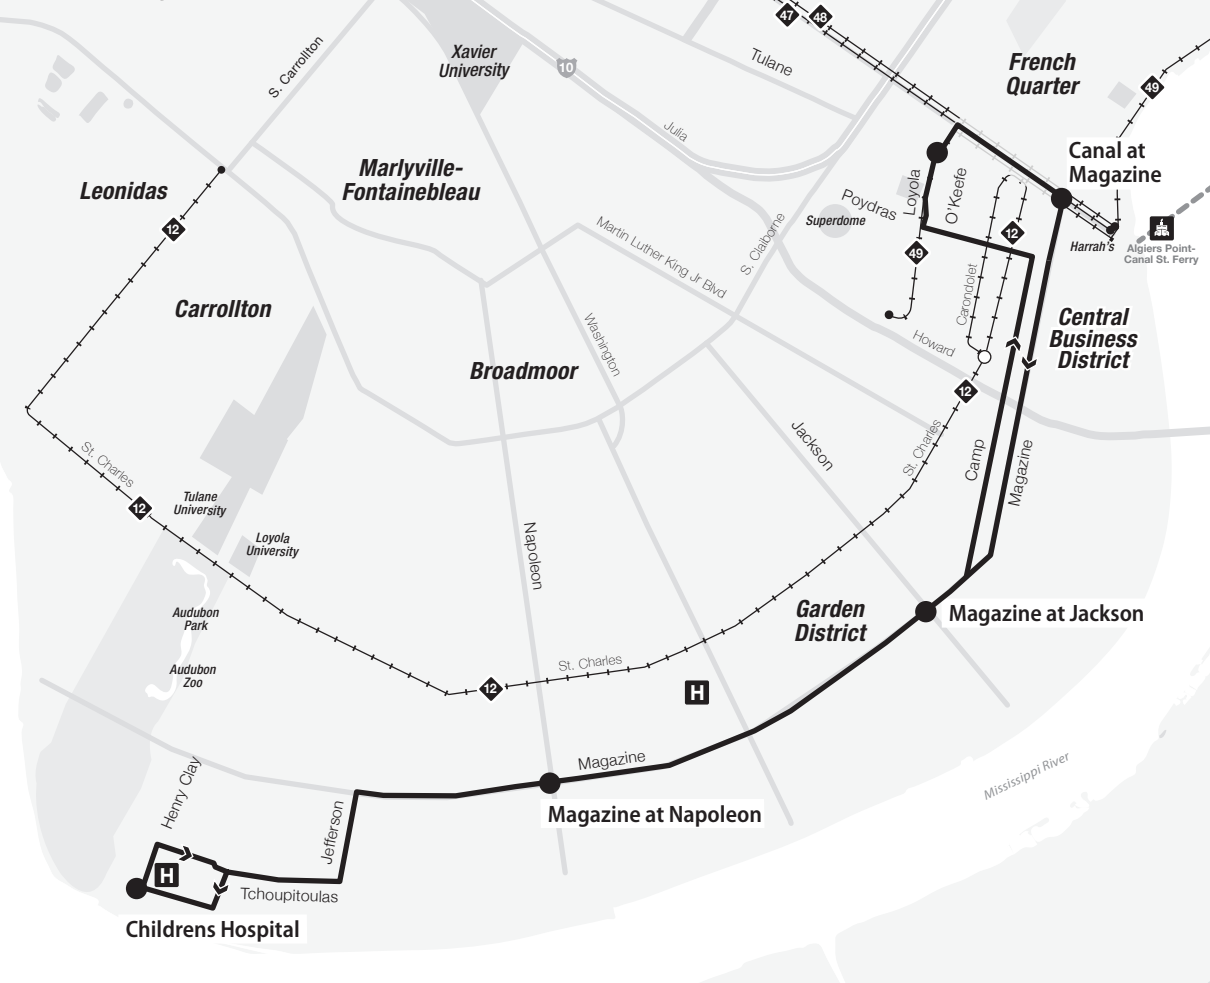 47
48
S. Carrollton
Xavier
University
10
Tulane
French
Quarter
49
Julia
Canal at
Magazine
Marlyville-
Fontainebleau
Leonidas
12
Loyola
O'Keefe
Poydras
Superdome
12
Harrah's
Algiers Point-
Canal St. Ferry
Martin Luther King Jr Blvd
S. Claiborne
49
Carrollton
Carondolet
Central
Business
District
Washington
Howard
Broadmoor
12
St. Charles
Jackson
Camp
Magazine
St. Charles
12
Tulane
University
Loyola
University
Napoleon
Audubon
Park
Garden
District
Magazine at Jackson
Audubon
Zoo
St. Charles
12
H
Magazine
Mississippi River
Henry Clay
Magazine at Napoleon
Jefferson
H
Tchoupitoulas
Childrens Hospital